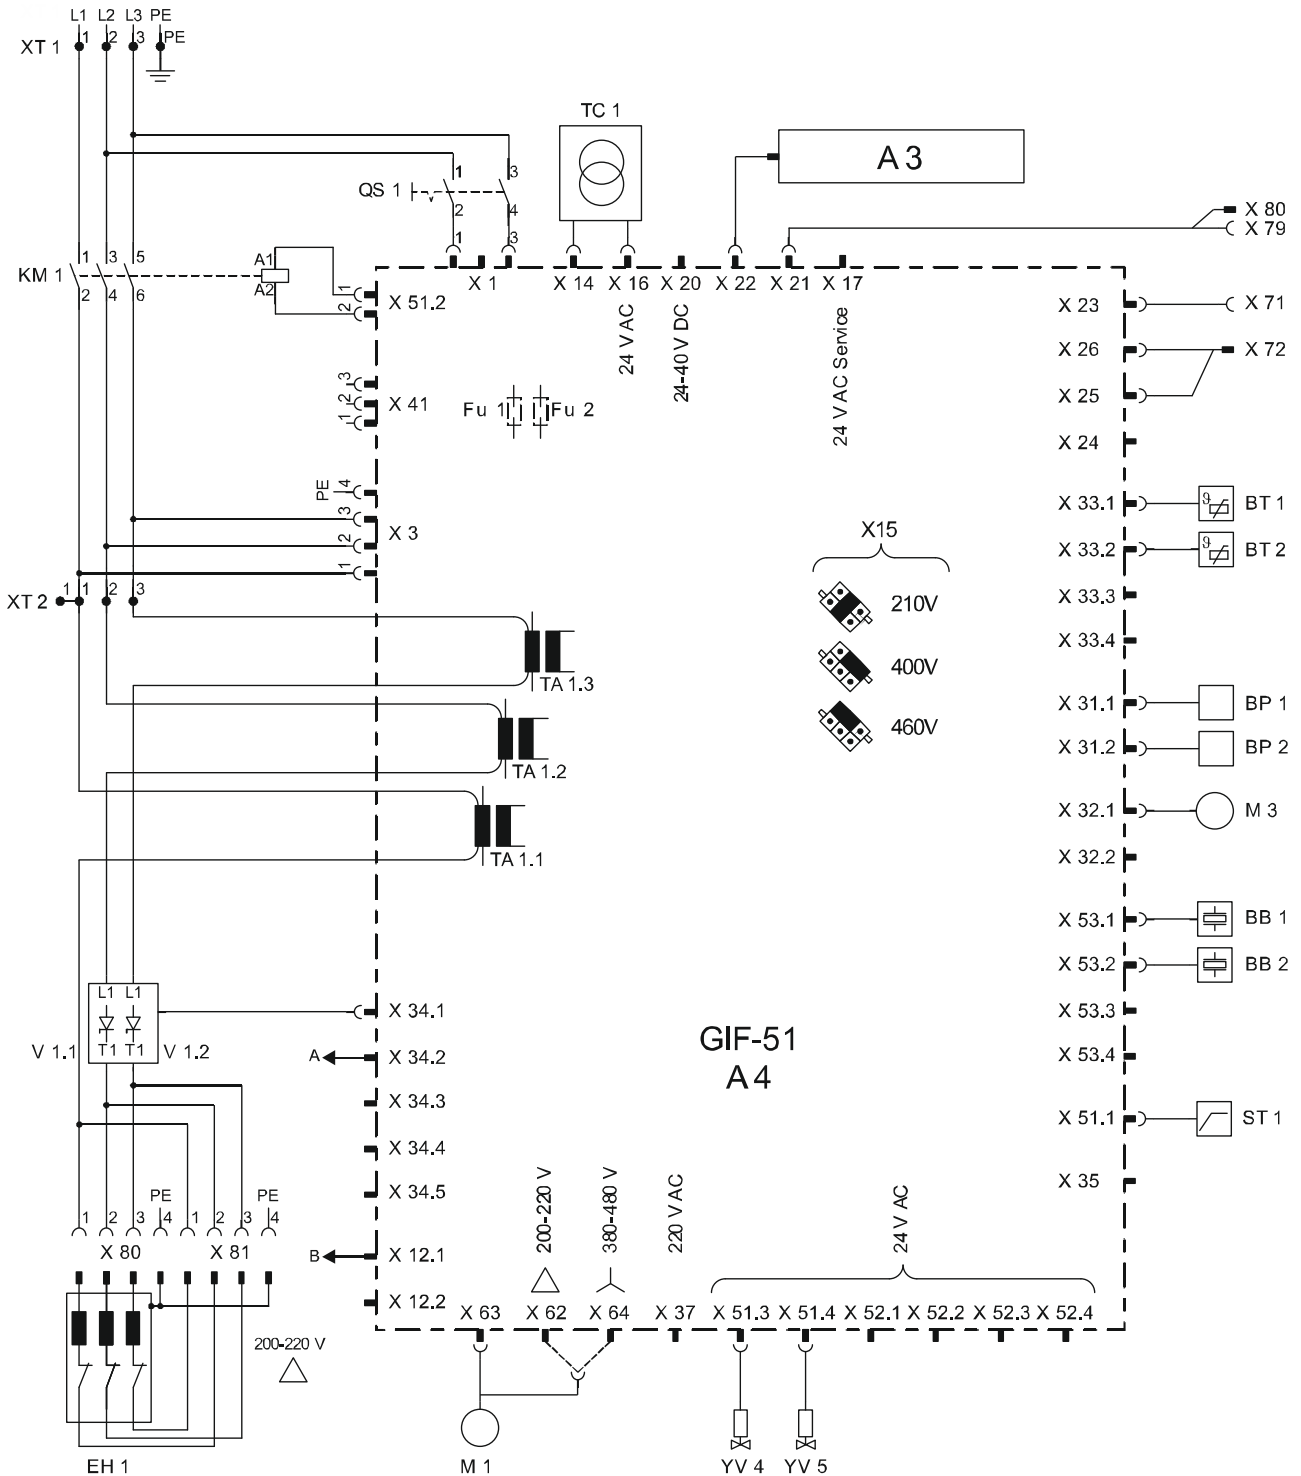 L1 L2 L3 PE
XT 1 1 2 3 PE
TC 1
A 3
QS 1 1 2 3 4
X 80
X 79
1 3
KM 1 1 3 5 A1
2 4 6 A2
1 2 X 51.2
X 1 X 14 X 16 X 20 X 22 X 21 X 17
24 V AC
24-40 V DC
24 V AC Service
X 23 X 71
X 26 X 72
X 25
X 24
3 2 1 X 41
Fu 1 Fu 2
PE 4 3 2 1 X 3
X 33.1 BT 1
X 33.2 BT 2
X 33.3
X 33.4
X15
210V
400V
460V
XT 2 1 1 2 3
TA 1.3
TA 1.2
TA 1.1
X 31.1 BP 1
X 31.2 BP 2
X 32.1 M 3
X 32.2
X 53.1 BB 1
X 53.2 BB 2
X 53.3
X 53.4
X 51.1 ST 1
X 35
L1 L1
V 1.1 T1 T1 V 1.2
X 34.1
A X 34.2
X 34.3
X 34.4
X 34.5
B X 12.1
X 12.2
GIF-51
A 4
1 2 3 PE 4 1 2 3 PE 4
X 80 X 81
200-220 V
380-480 V
220 V AC
24 V AC
X 63 X 62 X 64 X 37 X 51.3 X 51.4 X 52.1 X 52.2 X 52.3 X 52.4
200-220 V
EH 1 M 1 YV 4 YV 5